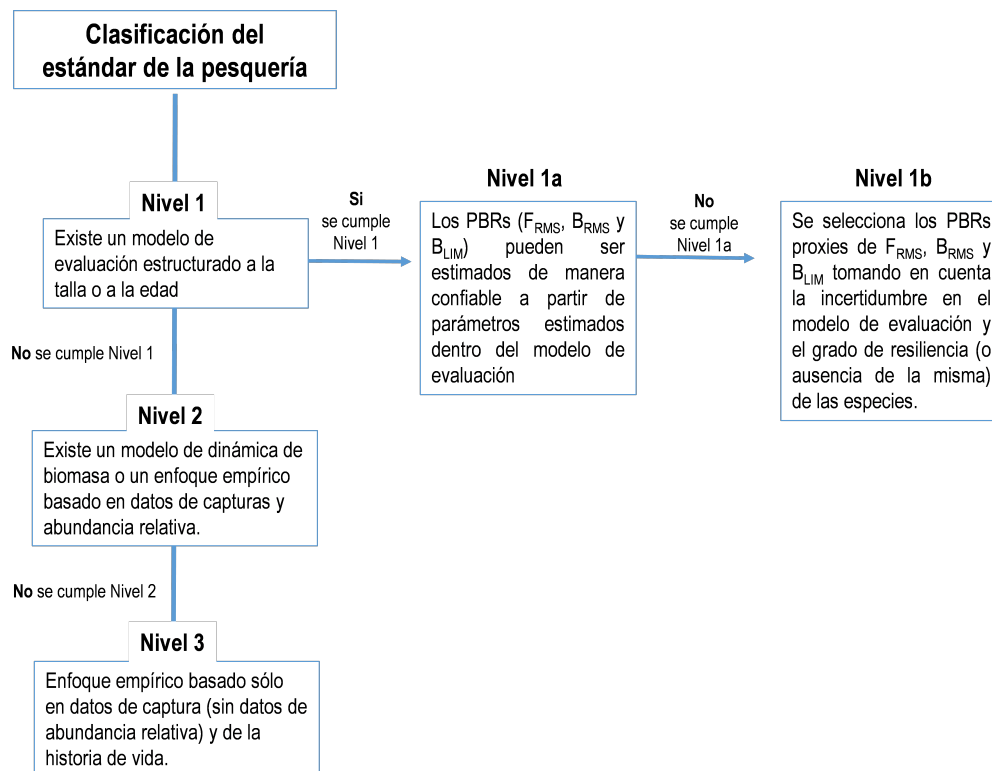 Clasificación del
estándar de la pesquería
Nivel 1
Existe un modelo de
evaluación estructurado a la
talla o a la edad
Si
se cumple
Nivel 1
Nivel 1a
Los PBRs (FRMS, BRMS y
BLIM) pueden ser
estimados de manera
confiable a partir de
parámetros estimados
dentro del modelo de
evaluación
No
se cumple
Nivel 1a
Nivel 1b
Se selecciona los PBRs
proxies de FRMS, BRMS y
BLIM tomando en cuenta
la incertidumbre en el
modelo de evaluación y
el grado de resiliencia (o
ausencia de la misma)
de las especies.
No se cumple Nivel 1
Nivel 2
Existe un modelo de dinámica de
biomasa o un enfoque empírico
basado en datos de capturas y
abundancia relativa.
No se cumple Nivel 2
Nivel 3
Enfoque empírico basado sólo
en datos de captura (sin datos de
abundancia relativa) y de la
historia de vida.